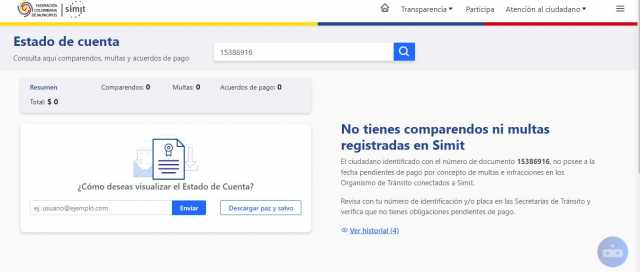 FEDERACIÓN
COLOMBIANA
DE MUNICIPIOS
simit
Transparencia
Participa
Atención al ciudadano
Estado de cuenta
Consulta aquí comparendos, multas y acuerdos de pago
15386916
Resumen
Comparendos: 0
Multas: 0
Acuerdos de pago: 0
Total: $ 0
¿Cómo deseas visualizar el Estado de Cuenta?
ej. usuario@ejemplo.com
Enviar
Descargar paz y salvo
No tienes comparendos ni multas
registradas en Simit
El ciudadano identificado con el número de documento 15386916, no posee a la
fecha pendientes de pago por concepto de multas e infracciones en los
Organismo de Tránsito conectados a Simit.
Revisa con tu número de identificación y/o placa en las Secretarías de Tránsito y
verifica que no tienes obligaciones pendientes de pago.
Ver historial (4)